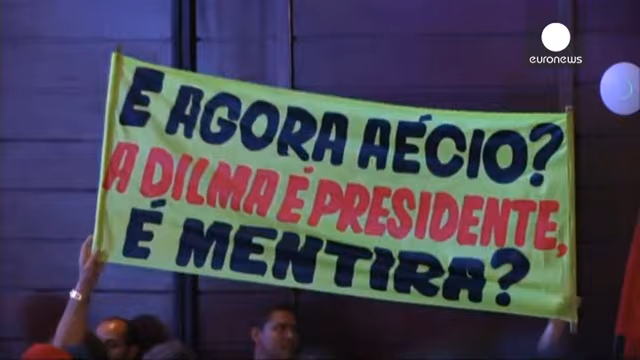 euronews
E AGORA AÉCIO?
A DILMA É PRESIDENTE,
É MENTIRA?